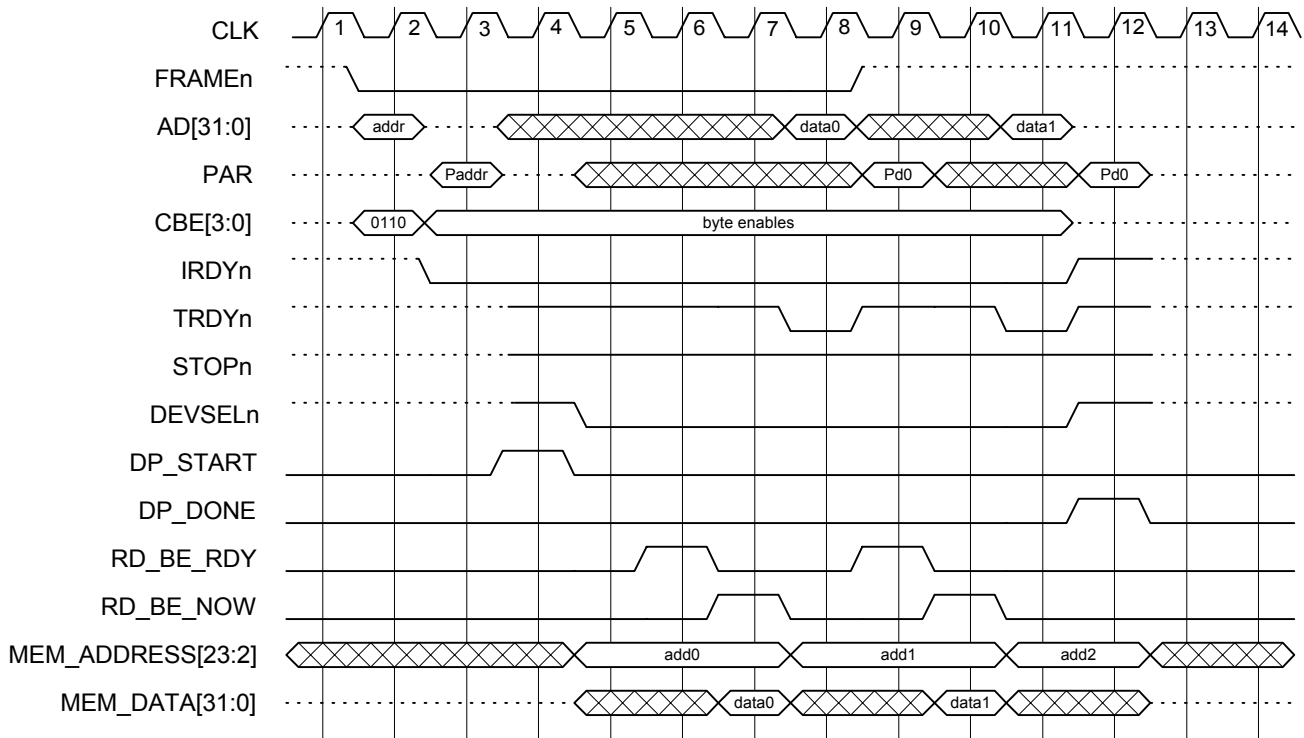 CLK 1 2 3 4 5 6 7 8 9 10 11 12 13 14
FRAMEn
AD[31:0] addr data0 data1
PAR Paddr Pd0 Pd0
CBE[3:0] 0110 byte enables
IRDYn
TRDYn
STOPn
DEVSELn
DP_START
DP_DONE
RD_BE_RDY
RD_BE_NOW
MEM_ADDRESS[23:2] add0 add1 add2
MEM_DATA[31:0] data0 data1